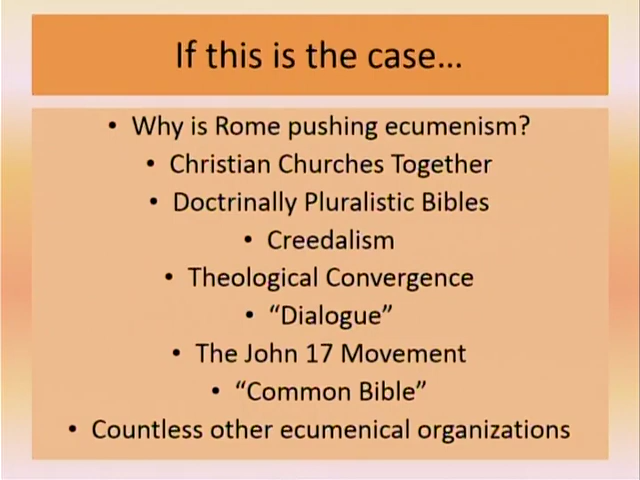 If this is the case...
• Why is Rome pushing ecumenism?
• Christian Churches Together
• Doctrinally Pluralistic Bibles
• Creedalism
• Theological Convergence
• “Dialogue”
• The John 17 Movement
• “Common Bible”
• Countless other ecumenical organizations